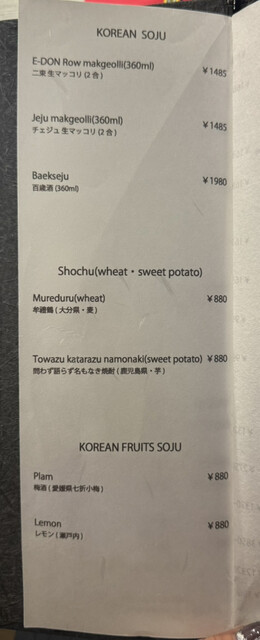 KOREAN SOJU
E-DON Row makgeolli(360ml) ¥1485
二東 生マッコリ (2 合 )
Jeju makgeolli(360ml) ¥1485
チェジュ 生マッコリ ( 2 合 )
Baekseju ¥1980
百歳酒 (360ml)
Shochu(wheat・sweet potato)
Mureduru(wheat) ¥880
牟禮鶴 ( 大分県・麦 )
Towazu katarazu namonaki(sweet potato) ¥880
問わず語らず名もなき焼酎 ( 鹿児島県・芋 )
KOREAN FRUITS SOJU
Plam ¥880
梅酒 ( 愛媛県七折小梅 )
Lemon ¥880
レモン ( 瀬戸内 )